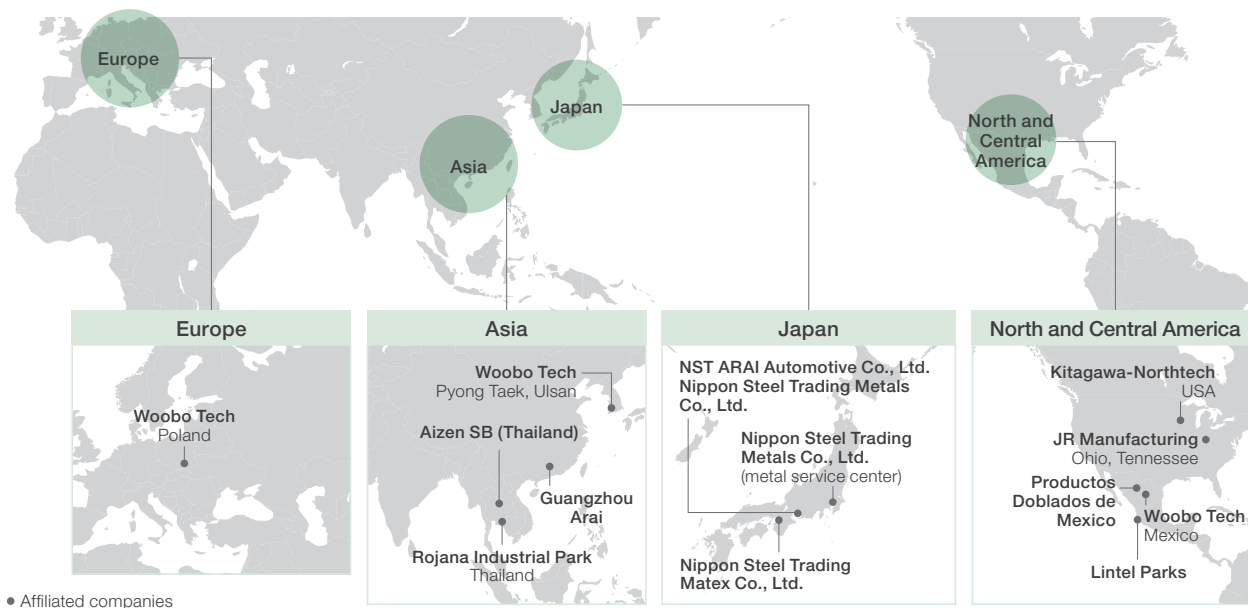 Europe
Asia
Japan
North and
Central
America
Europe
Woobo Tech
Poland
Asia
Woobo Tech
Pyong Taek, Ulsan
Aizen SB (Thailand)
Guangzhou
Arai
Rojana Industrial Park
Thailand
Japan
NST ARAI Automotive Co., Ltd.
Nippon Steel Trading Metals
Co., Ltd.
Nippon Steel Trading
Metals Co., Ltd.
(metal service center)
Nippon Steel Trading
Matex Co., Ltd.
North and Central America
Kitagawa-Northtech
USA
JR Manufacturing
Ohio, Tennessee
Productos
Doblados de
Mexico
Woobo Tech
Mexico
Lintel Parks
● Affiliated companies